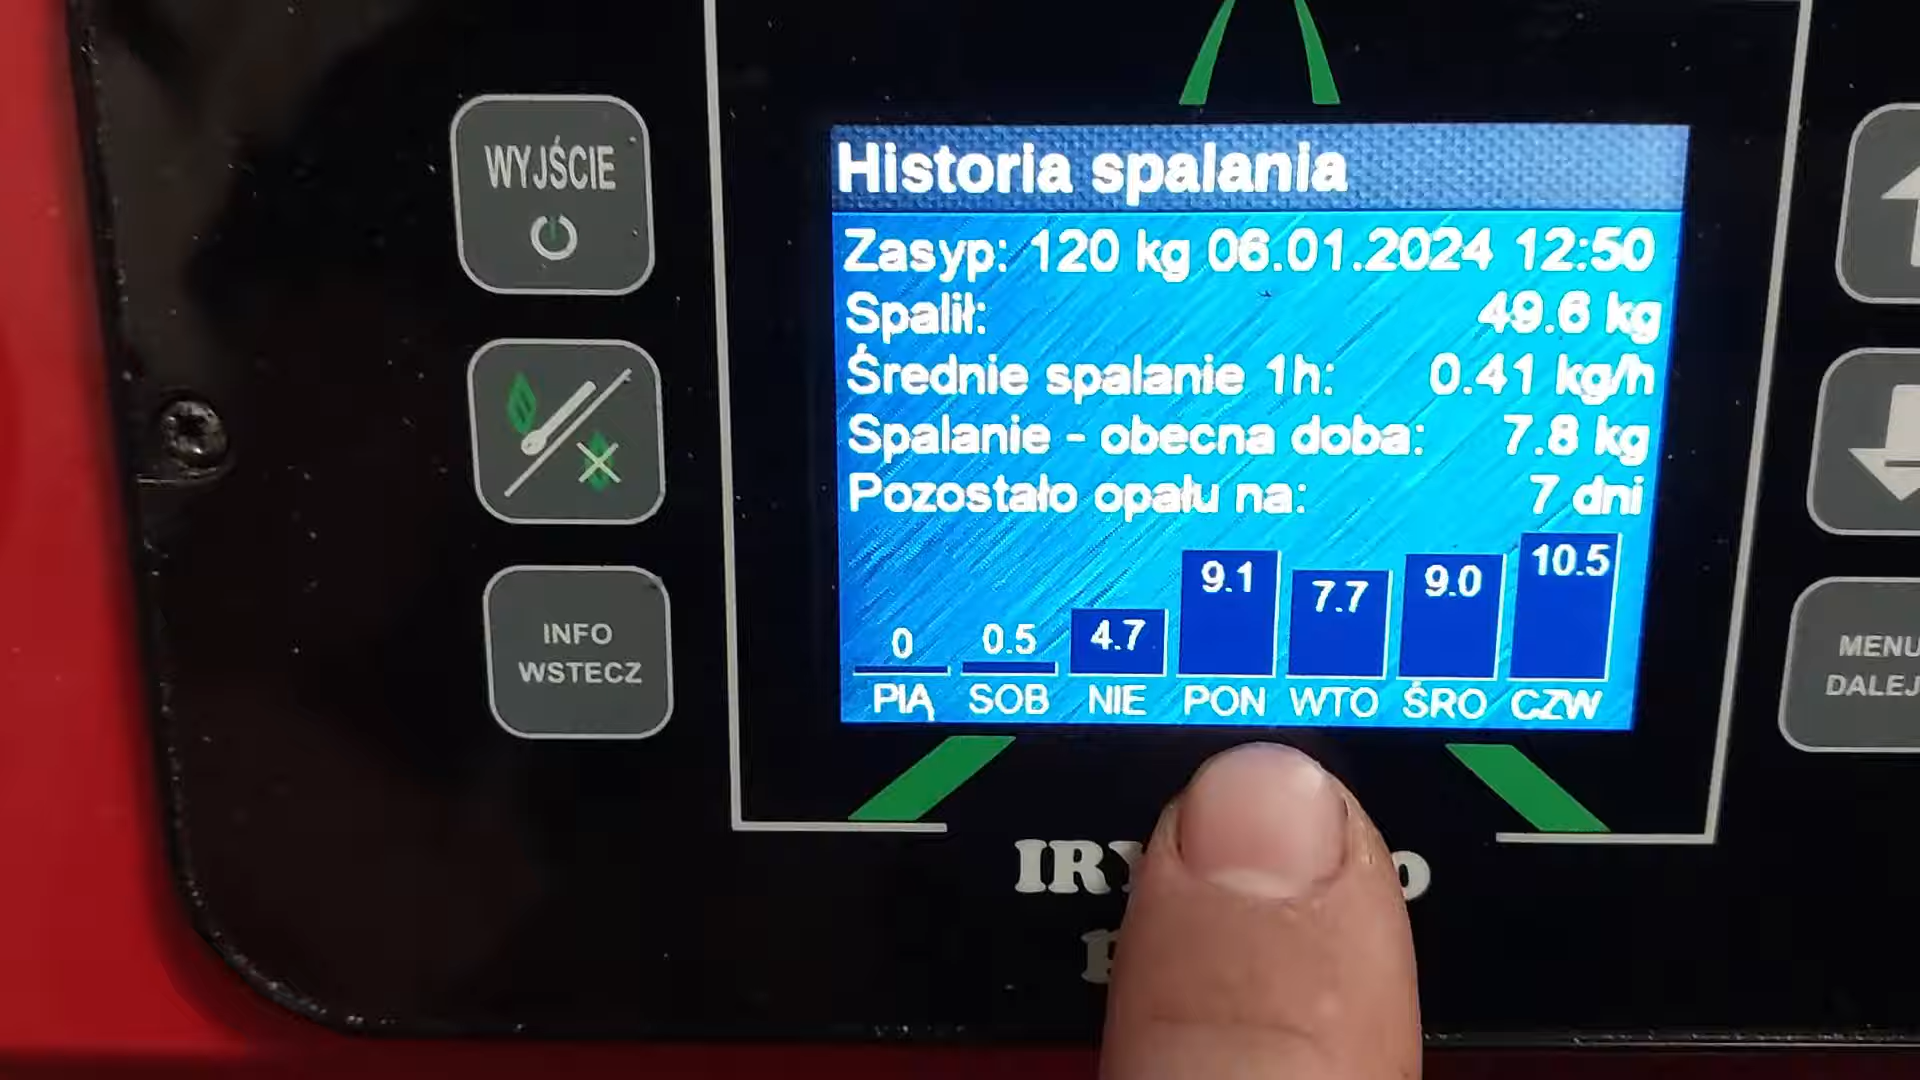 WYJŚCIE
INFO
WSTECZ
Historia spalania
Zasyp: 120 kg 06.01.2024 12:50
Spalił: 49.6 kg
Średnie spalanie 1h: 0.41 kg/h
Spalanie - obecna doba: 7.8 kg
Pozostało opału na: 7 dni
0 0.5 4.7 9.1 7.7 9.0 10.5
PIĄ SOB NIE PON WTO ŚRO CZW
MENU
DALEJ